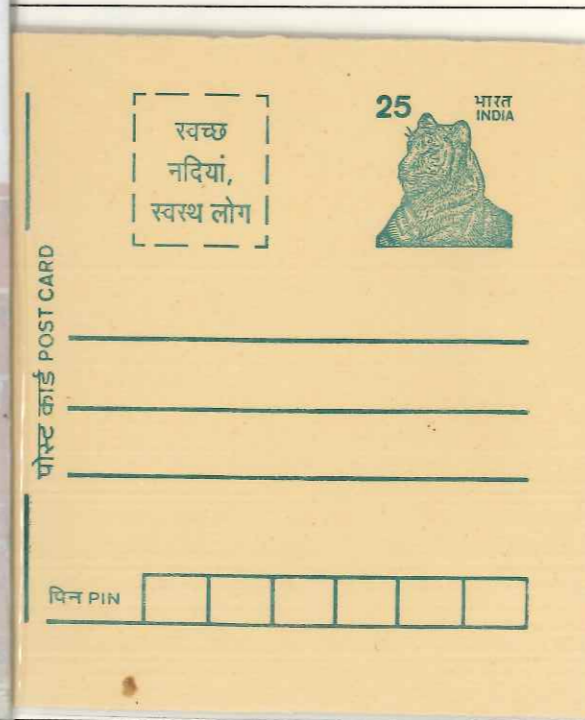 स्वच्छ
नदियां,
स्वस्थ लोग
25
भारत
INDIA
पोस्ट कार्ड POST CARD
पिन PIN